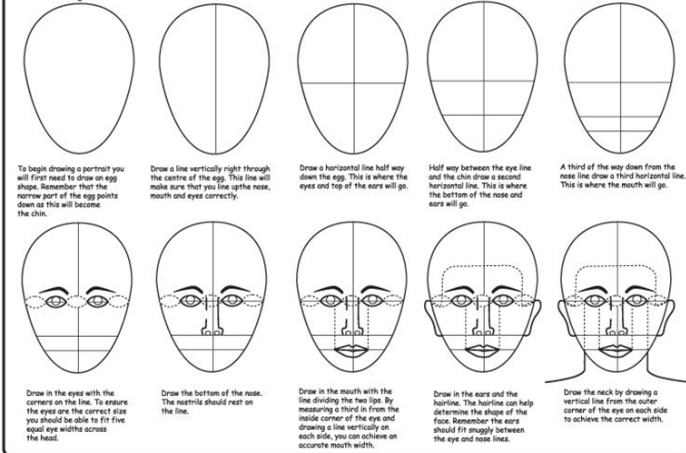 To begin drawing a portrait you
will first need to draw an egg
shape. Remember that the
narrow part of the egg points
down as this will become
the chin.
Draw a line vertically right through
the centre of the egg. This line will
make sure that you line upthe nose,
mouth and eyes correctly.
Draw a horizontal line half way
down the egg. This is where the
eyes and top of the ears will go.
Half way between the eye line
and the chin draw a second
horizontal line. This is where
the bottom of the nose and
ears will go.
A third of the way down from the
nose line draw a third horizontal line.
This is where the mouth will go.
Draw in the eyes with the
corners on the line. To ensure
the eyes are the correct size
you should be able to fit five
equal eye widths across
the head.
Draw the bottom of the nose.
The nostrils should rest on
the line.
Draw in the mouth with the
line dividing the two lips. By
measuring a third in from the
inside corner of the eye and
drawing a line vertically on
each side, you can achieve an
accurate mouth width.
Draw in the ears and the
hairline. The hairline can help
determine the shape of the
face. Remember the ears
should fit snuggly between
the eye and nose lines.
Draw the neck by drawing a
vertical line from the outer
corner of the eye on each side
to achieve the correct width.